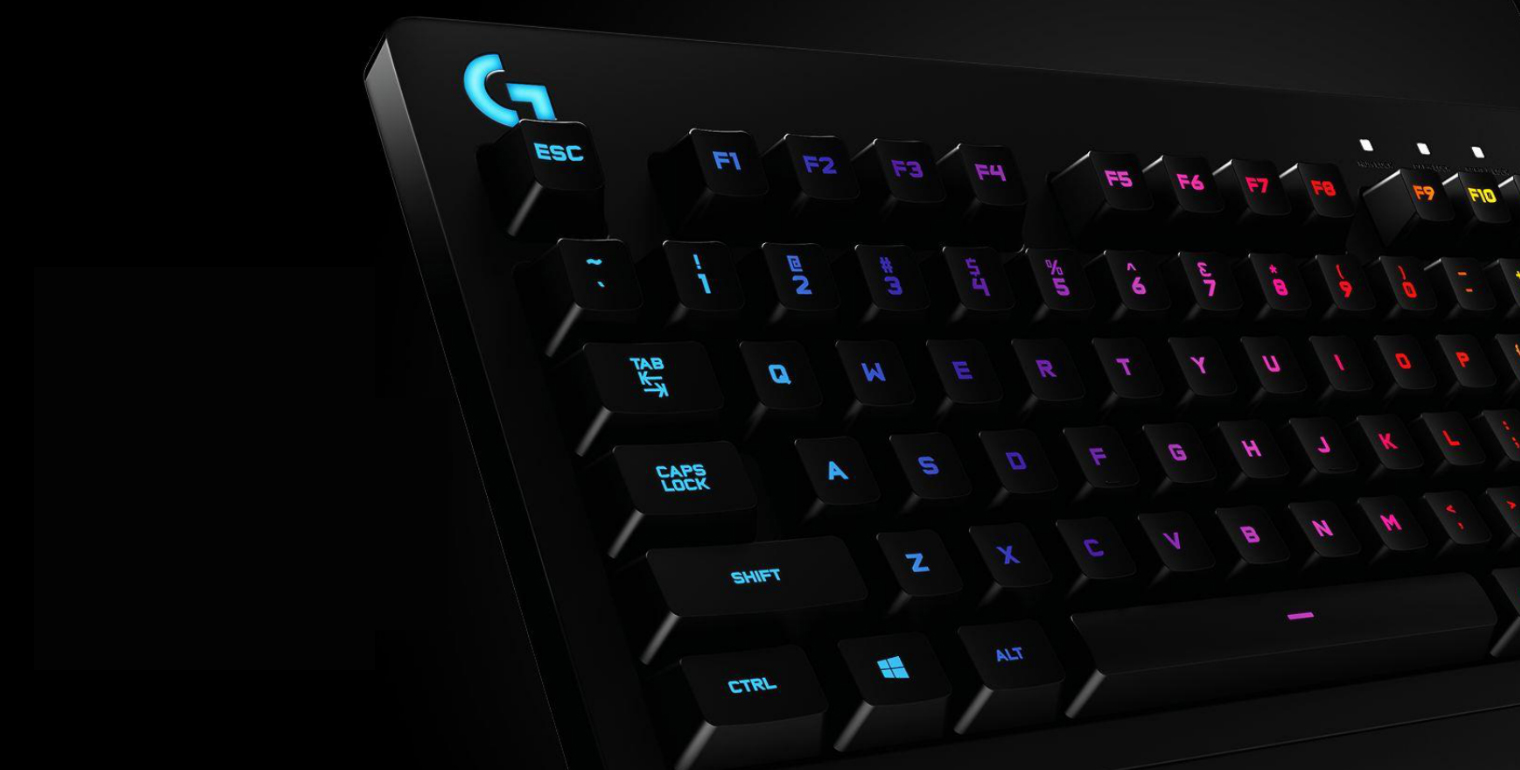 G
ESC F1 F2 F3 F4 F5 F6 F7 F8 F9 F10
~ ! @ # $ % ^ & * ( ) _
` 1 2 3 4 5 6 7 8 9 0 -
TAB Q W E R T Y U I O P
CAPS
LOCK A S D F G H J K L
SHIFT Z X C V B N M < ,
CTRL ALT